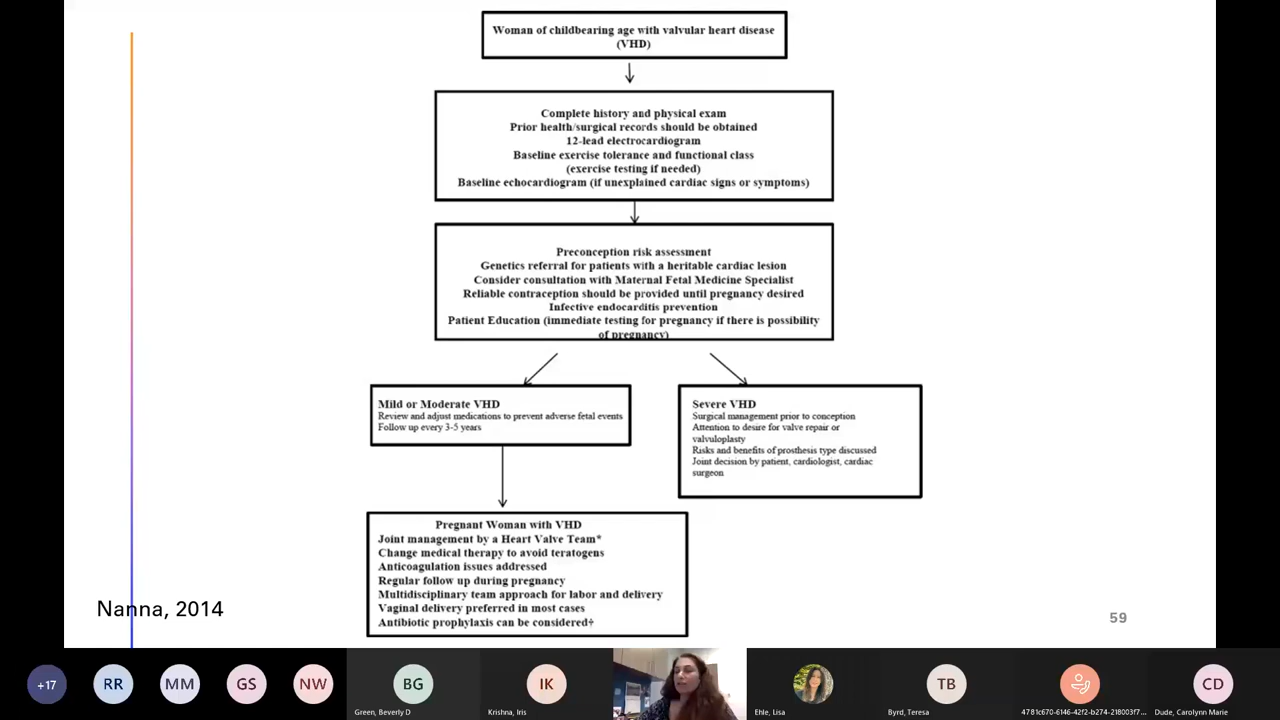 Woman of childbearing age with valvular heart disease
(VHD)
Complete history and physical exam
Prior health/surgical records should be obtained
12-lead electrocardiogram
Baseline exercise tolerance and functional class
(exercise testing if needed)
Baseline echocardiogram (if unexplained cardiac signs or symptoms)
Preconception risk assessment
Genetics referral for patients with a heritable cardiac lesion
Consider consultation with Maternal Fetal Medicine Specialist
Reliable contraception should be provided until pregnancy desired
Infective endocarditis prevention
Patient Education (immediate testing for pregnancy if there is possibility
of pregnancy)
Mild or Moderate VHD
Review and adjust medications to prevent adverse fetal events
Follow up every 3-5 years
Severe VHD
Surgical management prior to conception
Attention to desire for valve repair or
valvuloplasty
Risks and benefits of prosthesis type discussed
Joint decision by patient, cardiologist, cardiac
surgeon
Pregnant Woman with VHD
Joint management by a Heart Valve Team*
Change medical therapy to avoid teratogens
Anticoagulation issues addressed
Regular follow up during pregnancy
Multidisciplinary team approach for labor and delivery
Vaginal delivery preferred in most cases
Antibiotic prophylaxis can be considered†
Nanna, 2014
59
+17
RR
MM
GS
NW
BG
Green, Beverly D
IK
Krishna, Iris
Ehle, Lisa
TB
Byrd, Teresa
4781c670-6146-42f2-b274-218003f7...
CD
Dude, Carolynn Marie